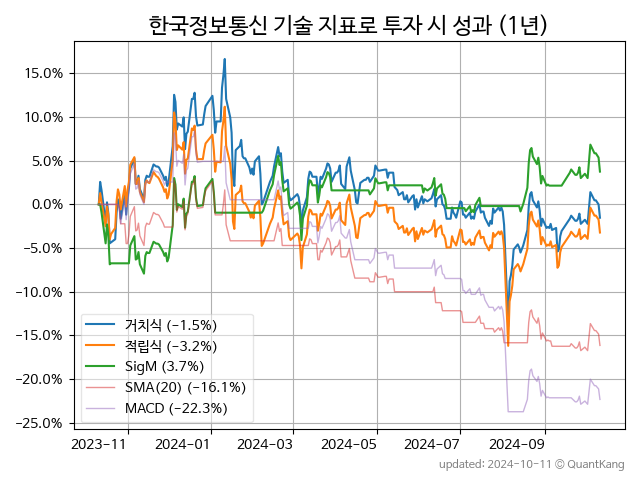 한국정보통신 기술 지표로 투자 시 성과 (1년)
15.0%
10.0%
5.0%
0.0%
−5.0%
−10.0%
−15.0%
−20.0%
−25.0%
거치식 (−1.5%)
적립식 (−3.2%)
SigM (3.7%)
SMA(20) (−16.1%)
MACD (−22.3%)
2023-11 2024-01 2024-03 2024-05 2024-07 2024-09
updated: 2024-10-11 ⓒ QuantKang